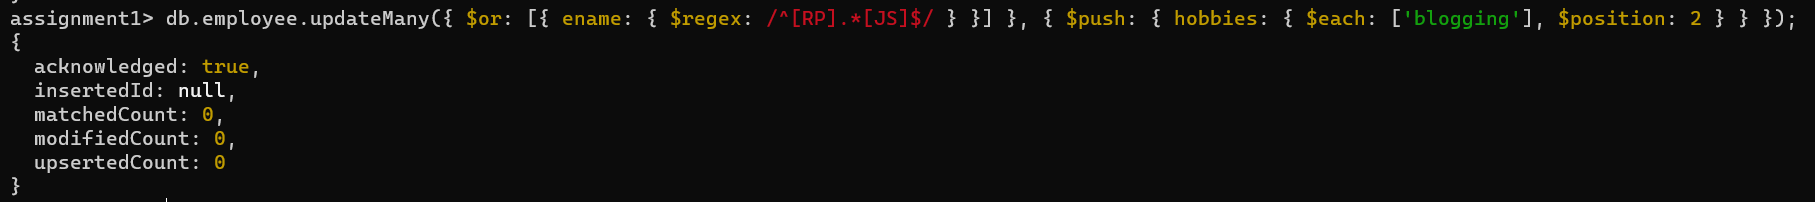 assignment1> db.employee.updateMany({ $or: [{ ename: { $regex: /^[RP].*[JS]$/ } }] }, { $push: { hobbies: { $each: ['blogging'], $position: 2 } } });
{
  acknowledged: true,
  insertedId: null,
  matchedCount: 0,
  modifiedCount: 0,
  upsertedCount: 0
}